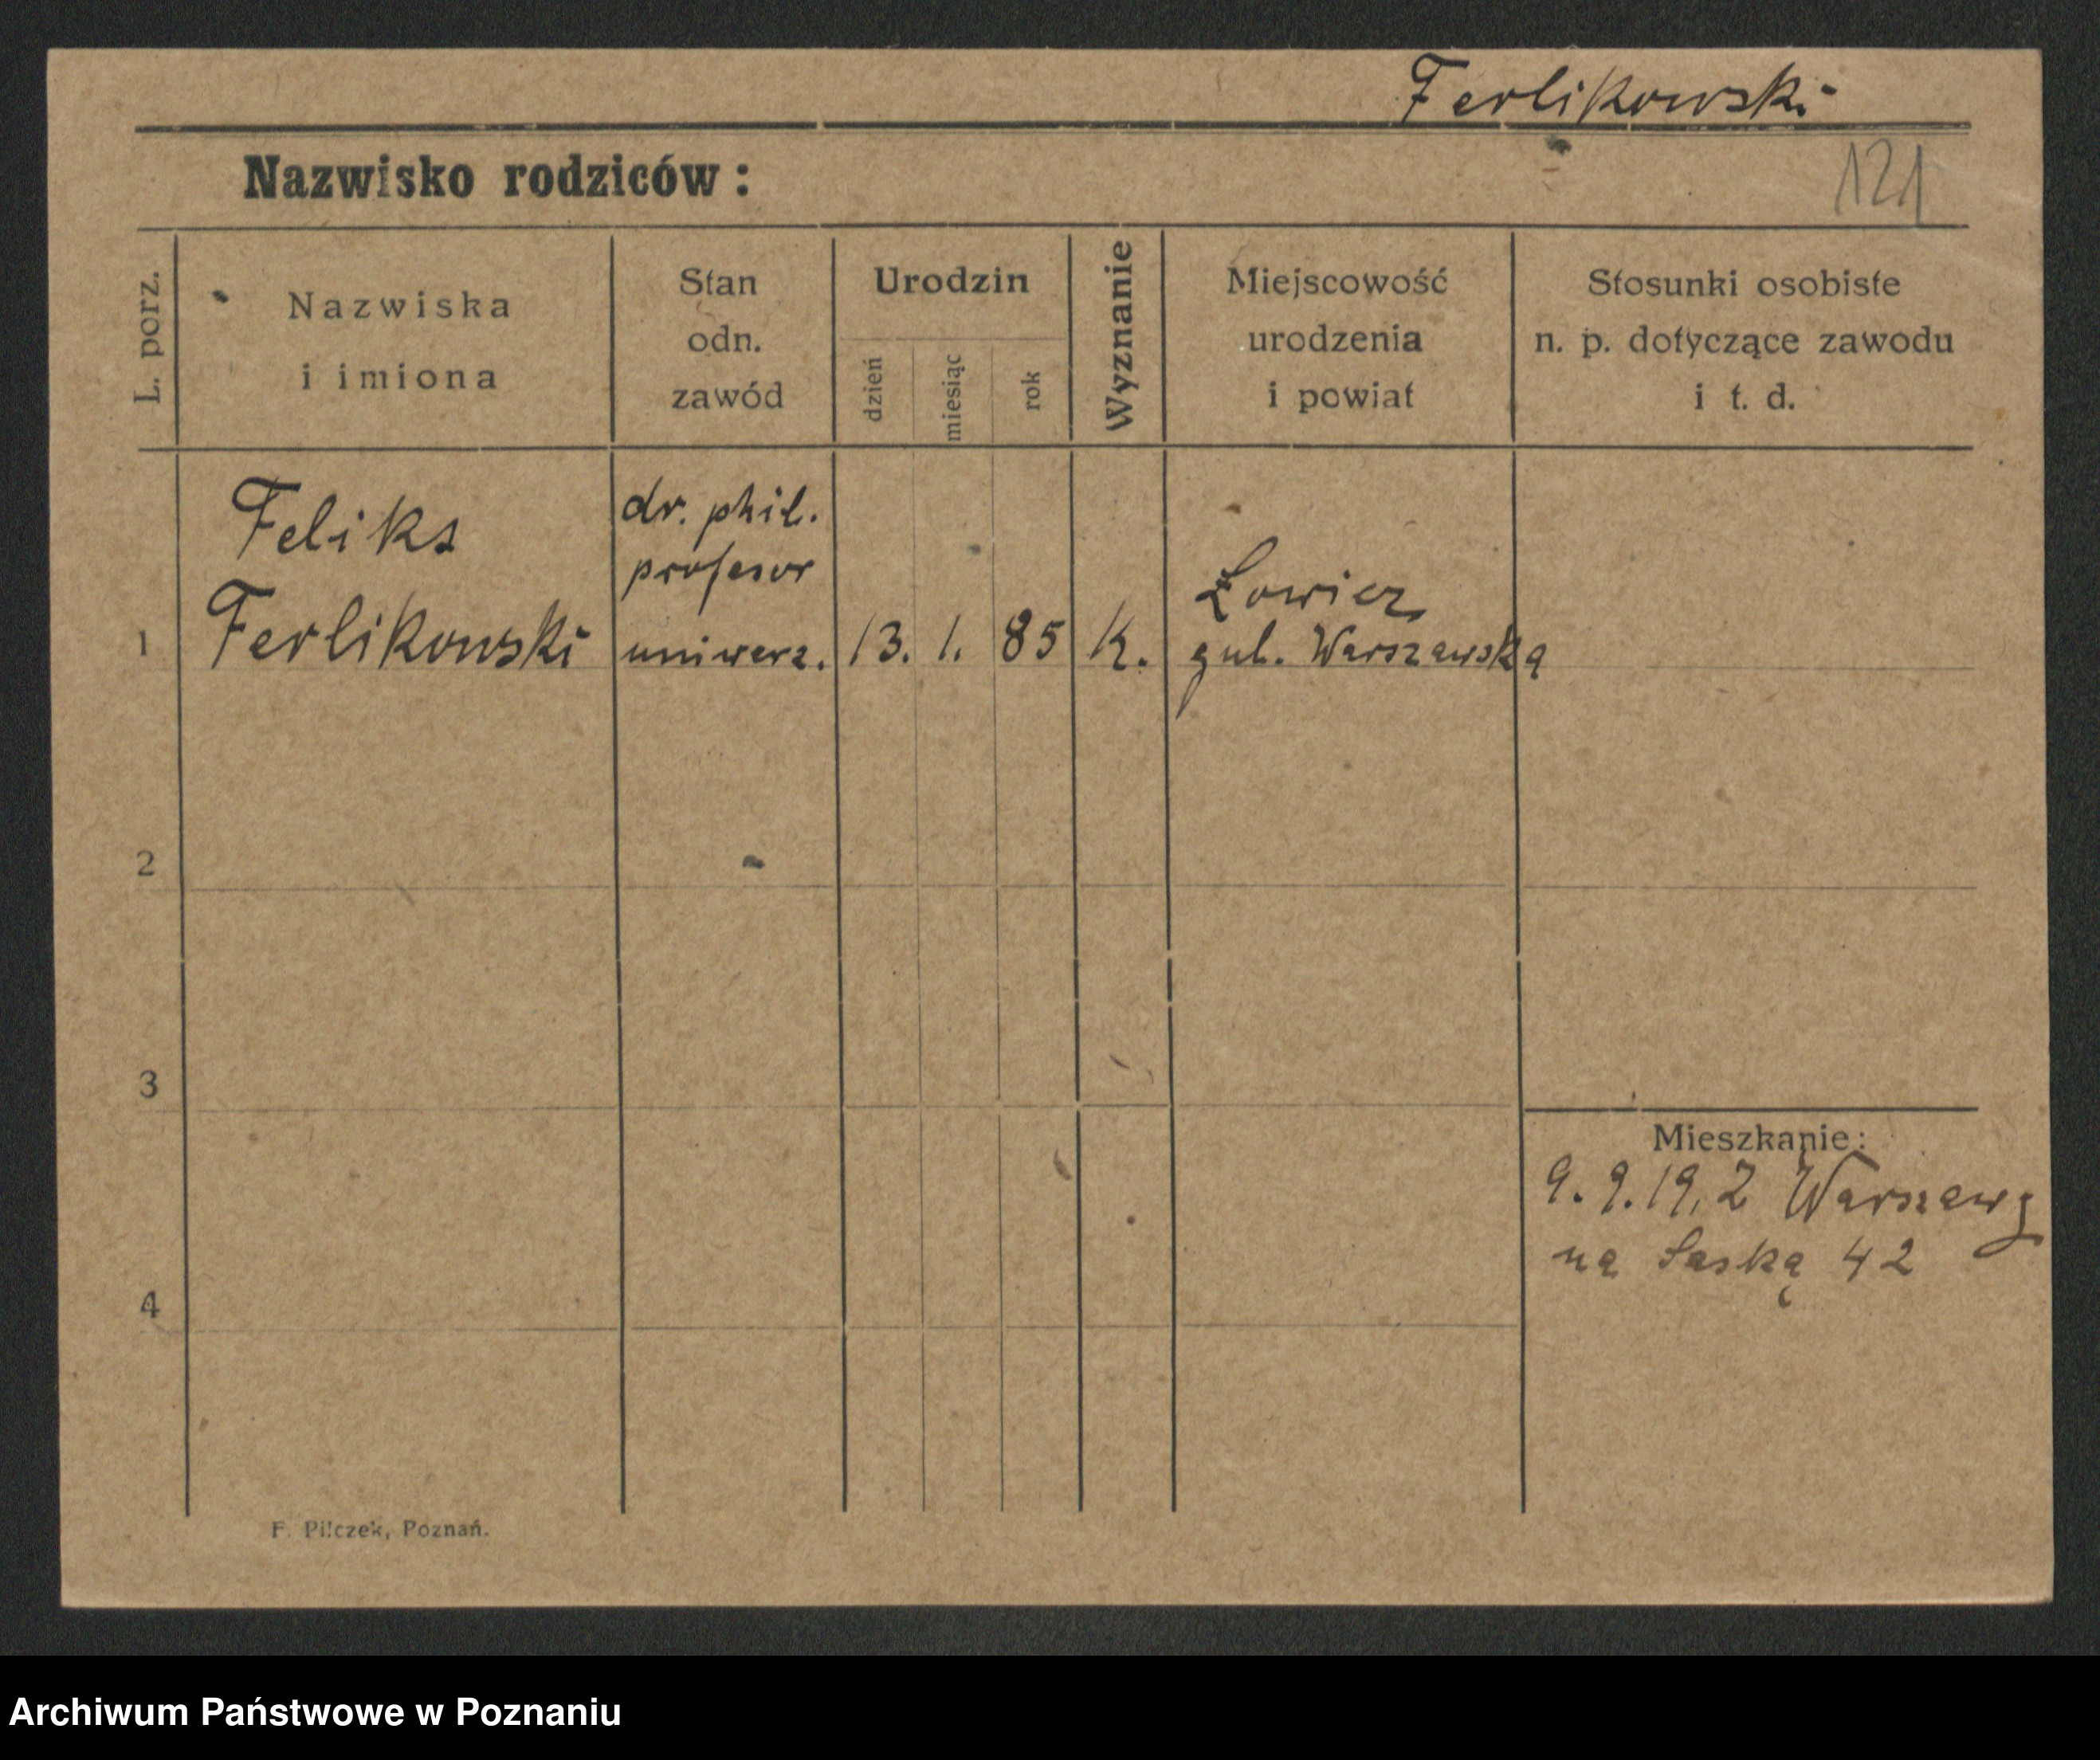 Ferlikowski
Nazwisko rodziców:
121
L. porz.
Nazwiska
i imiona
Stan
odn.
zawód
Urodzin
dzień
miesiąc
rok
Wyznanie
Miejscowość
urodzenia
i powiat
Stosunki osobiste
n. p. dotyczące zawodu
i t. d.
1
Feliks
Ferlikowski
dr. phil.
profesor
uniwerz.
13. 1. 85
K.
Łowicz
gub. Warszawska
2
3
4
Mieszkanie:
9. 9. 19, z Warszawy
na Saską 42
F. Pilczek, Poznań.
Archiwum Państwowe w Poznaniu